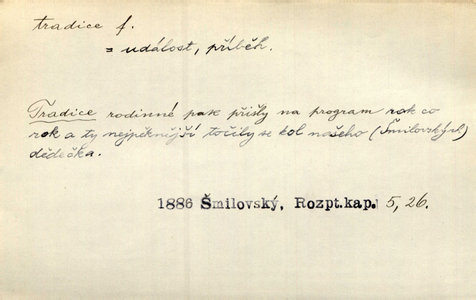 tradice f.
= událost, příběh.
Tradice rodinné pak přišly na program rok co
rok a ty nejpěknější točily se kol našeho (Šmilovských)
dědečka.
1886 Šmilovský, Rozpt.kap. 5, 26.